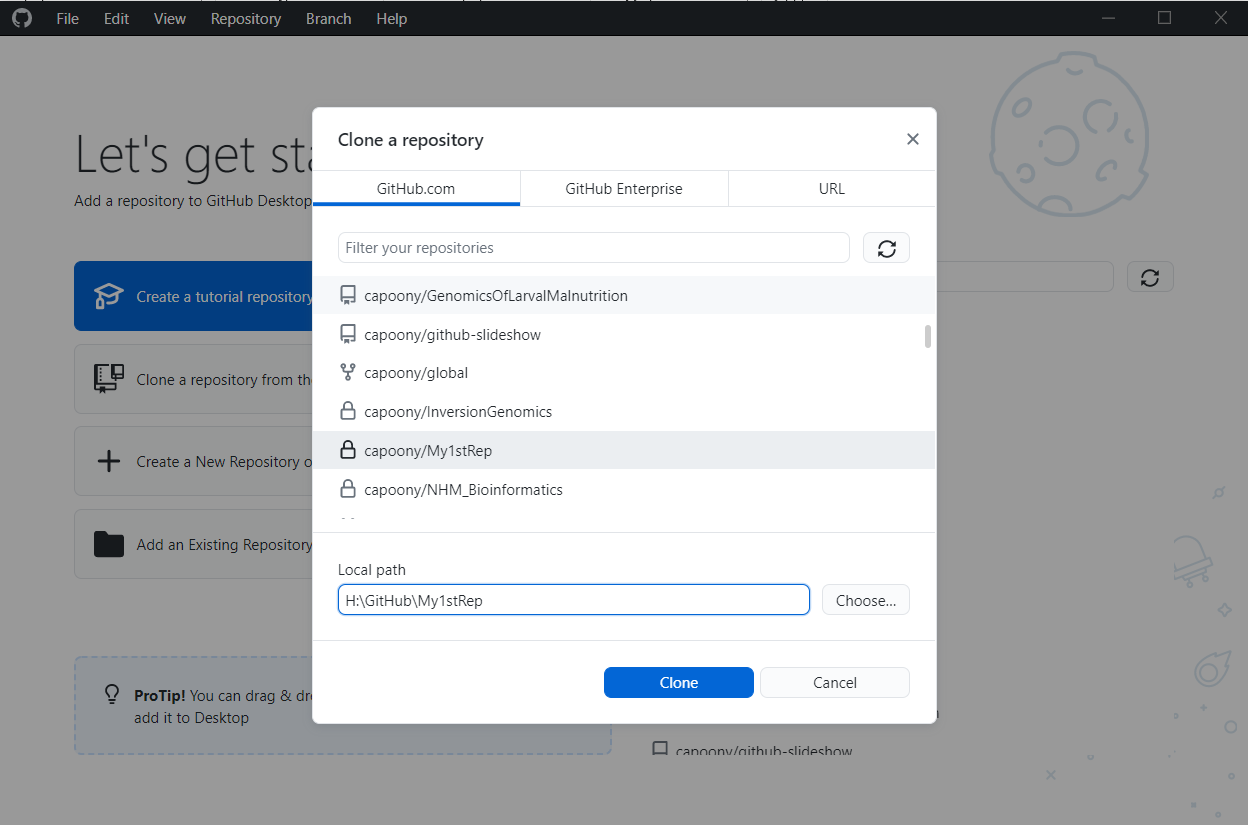 File Edit View Repository Branch Help
Let's get sta
Add a repository to GitHub Desktop
Create a tutorial repository
Clone a repository from the
Create a New Repository o
Add an Existing Repository
ProTip! You can drag & dr
add it to Desktop
Clone a repository
GitHub.com GitHub Enterprise URL
Filter your repositories
capoony/GenomicsOfLarvalMalnutrition
capoony/github-slideshow
capoony/global
capoony/InversionGenomics
capoony/My1stRep
capoony/NHM_Bioinformatics
Local path
H:\GitHub\My1stRep
Choose...
Clone Cancel
capoony/github-slideshow